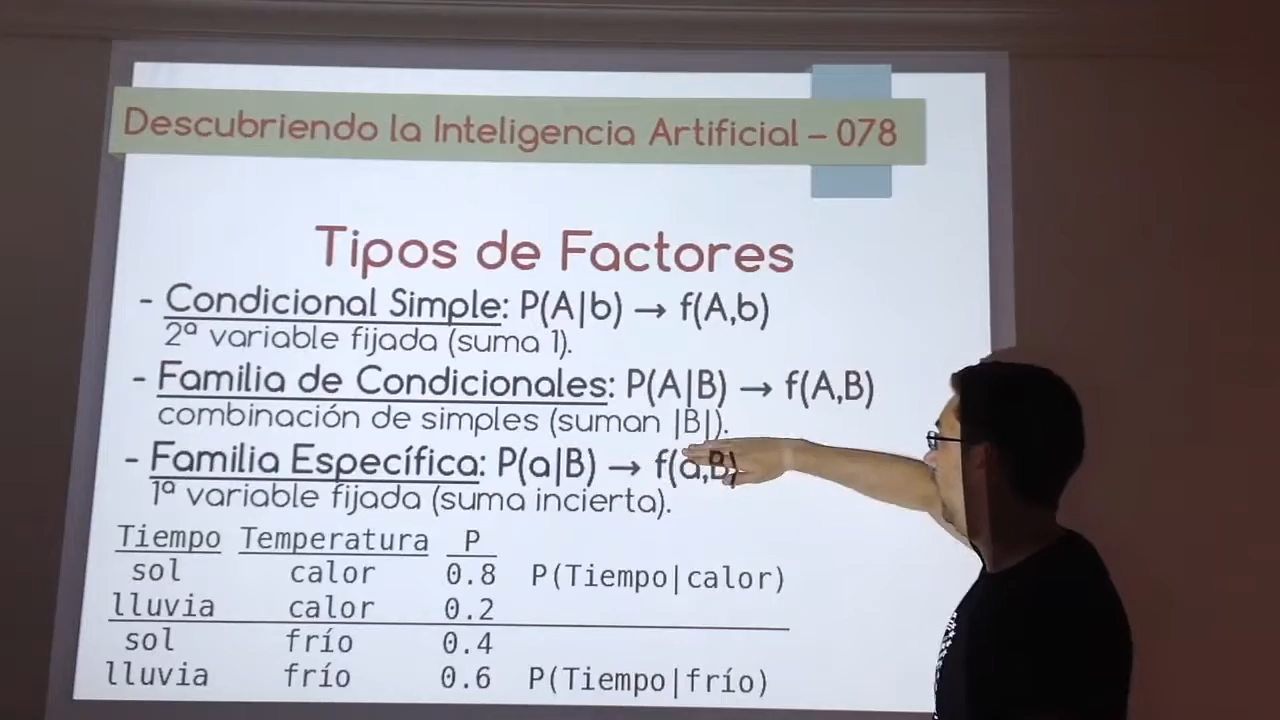 Descubriendo la Inteligencia Artificial – 078
Tipos de Factores
- Condicional Simple: P(A|b) → f(A,b)
2ª variable fijada (suma 1).
- Familia de Condicionales: P(A|B) → f(A,B)
combinación de simples (suman |B|).
- Familia Específica: P(a|B) → f(a,B)
1ª variable fijada (suma incierta).
Tiempo Temperatura P
sol calor 0.8 P(Tiempo|calor)
lluvia calor 0.2
sol frío 0.4
lluvia frío 0.6 P(Tiempo|frío)